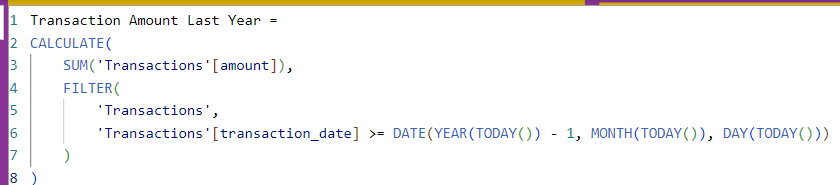 1 Transaction Amount Last Year =
2 CALCULATE(
3 SUM('Transactions'[amount]),
4 FILTER(
5 'Transactions',
6 'Transactions'[transaction_date] >= DATE(YEAR(TODAY()) - 1, MONTH(TODAY()), DAY(TODAY()))
7 )
8 )